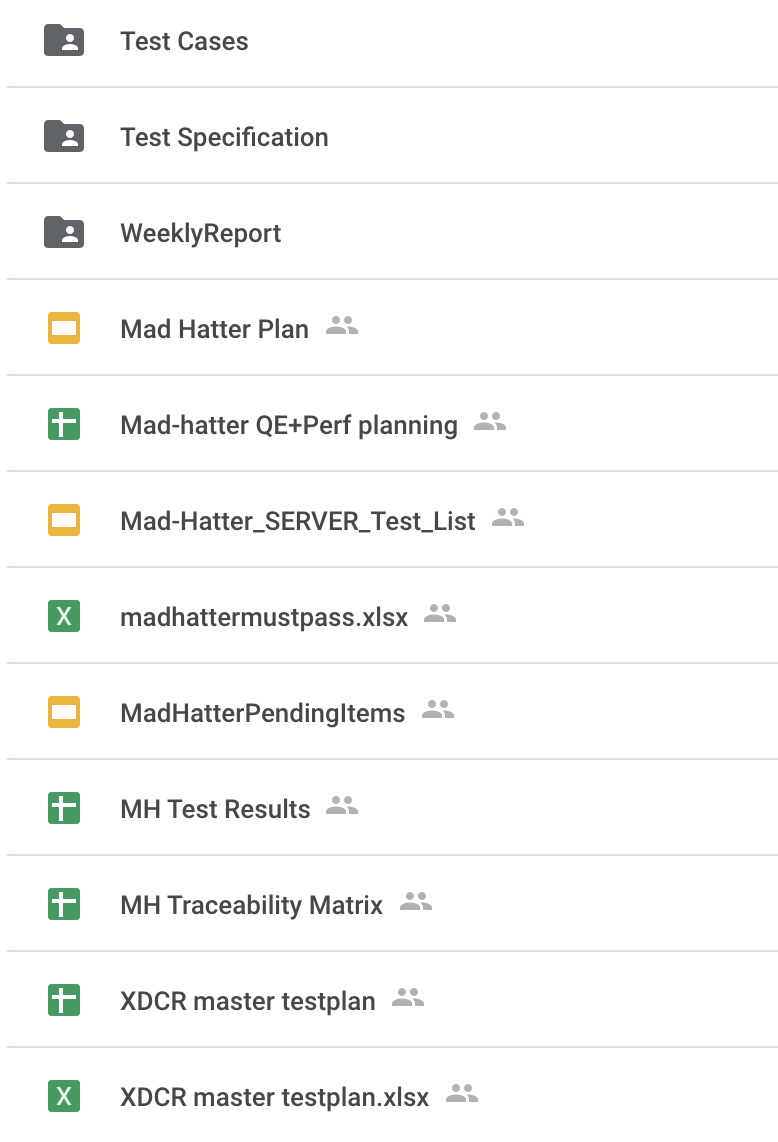 Test Cases
Test Specification
WeeklyReport
Mad Hatter Plan
Mad-hatter QE+Perf planning
Mad-Hatter_SERVER_Test_List
X madhattermustpass.xlsx
MadHatterPendingItems
MH Test Results
MH Traceability Matrix
XDCR master testplan
X XDCR master testplan.xlsx